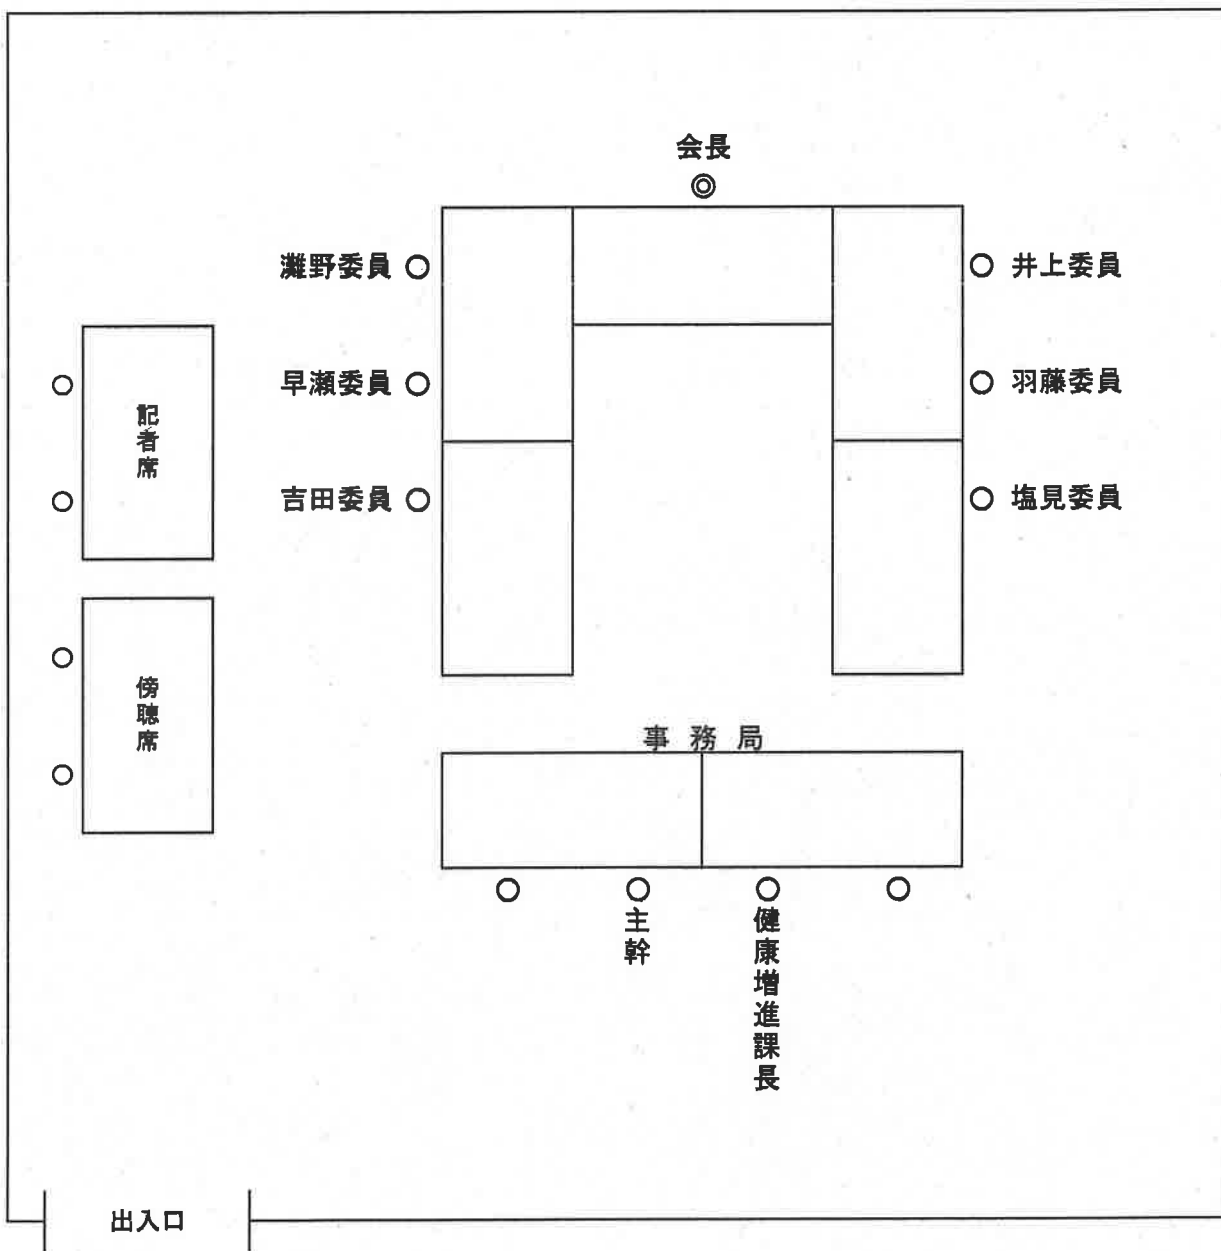 会長
灘野委員
井上委員
早瀬委員
羽藤委員
吉田委員
塩見委員
記者席
傍聴席
事務局
主幹
健康増進課長
出入口